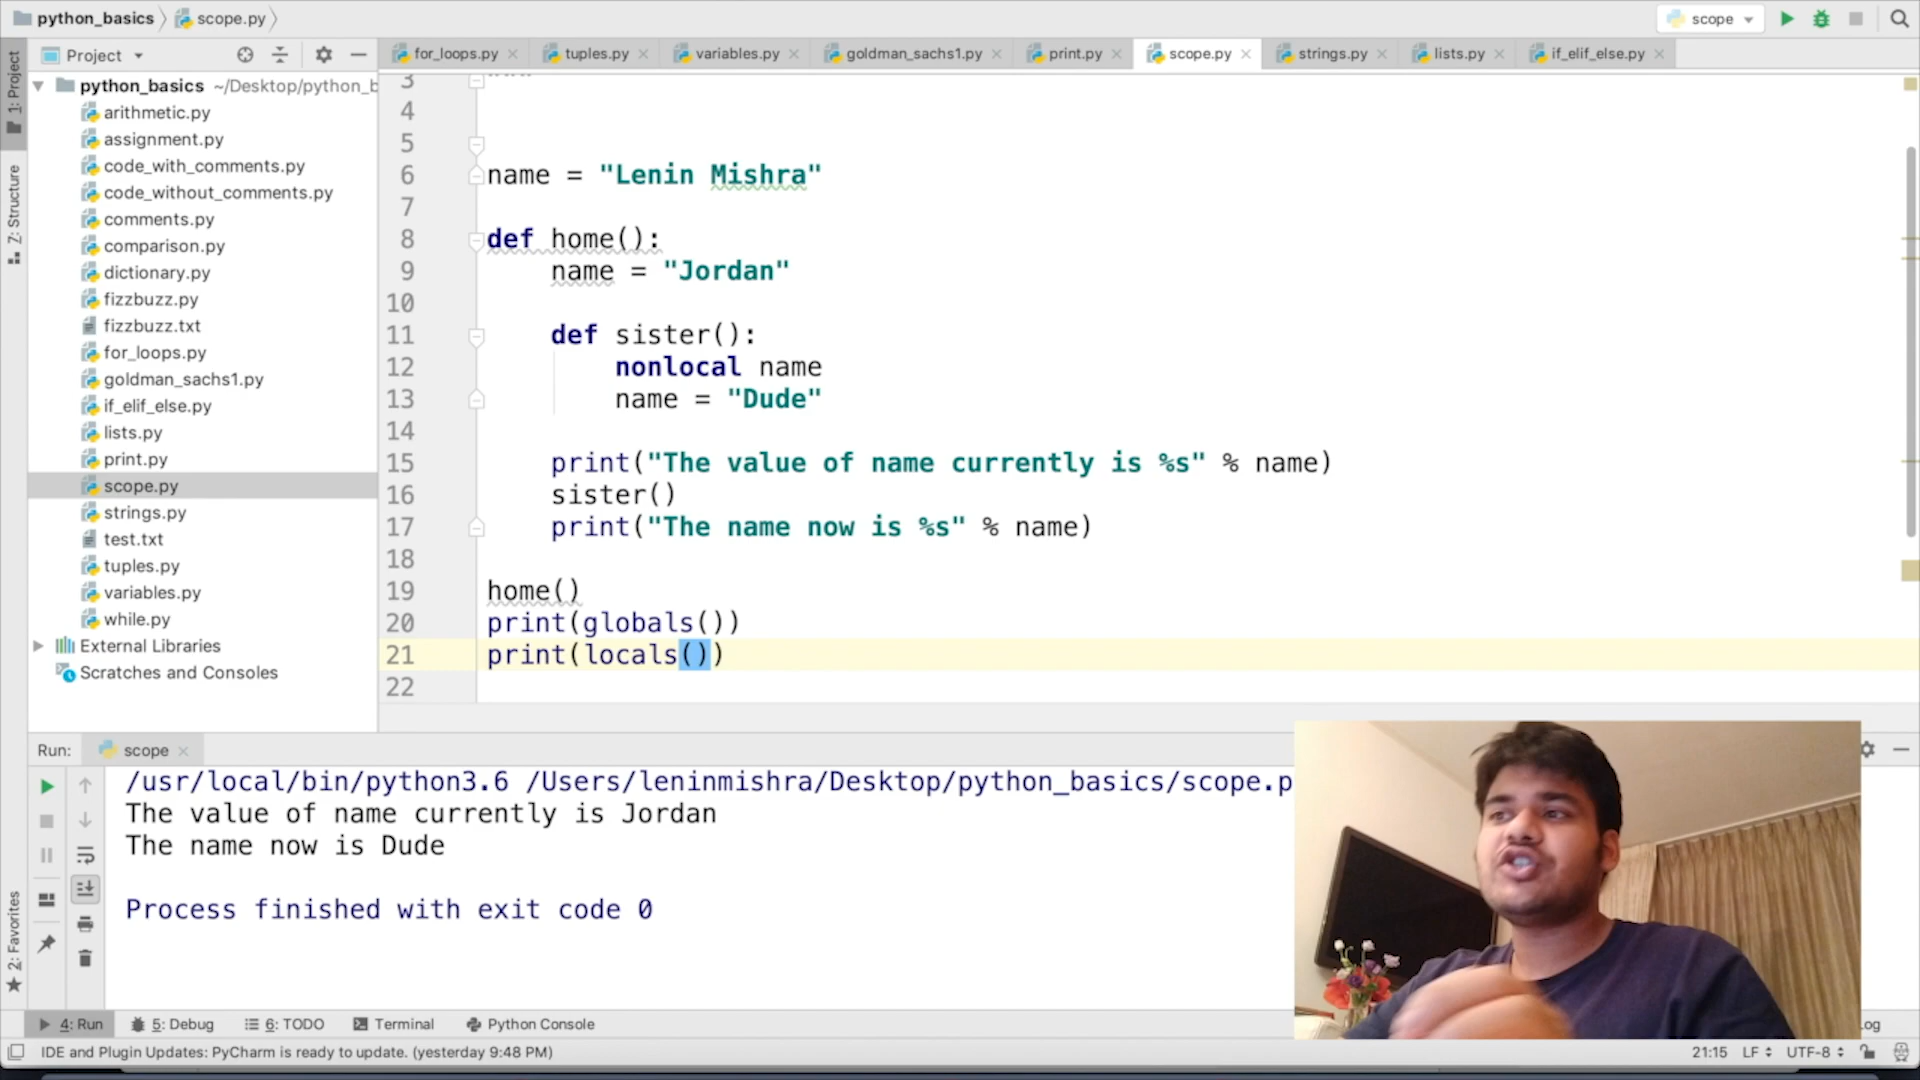 python_basics
scope.py
scope
Project
for_loops.py
tuples.py
variables.py
goldman_sachs1.py
print.py
scope.py
strings.py
lists.py
if_elif_else.py
1: Project
Z: Structure
2: Favorites
python_basics ~/Desktop/python_b
arithmetic.py
assignment.py
code_with_comments.py
code_without_comments.py
comments.py
comparison.py
dictionary.py
fizzbuzz.py
fizzbuzz.txt
for_loops.py
goldman_sachs1.py
if_elif_else.py
lists.py
print.py
scope.py
strings.py
test.txt
tuples.py
variables.py
while.py
External Libraries
Scratches and Consoles
3 """
4
5
6 name = "Lenin Mishra"
7
8 def home():
9 name = "Jordan"
10
11 def sister():
12 nonlocal name
13 name = "Dude"
14
15 print("The value of name currently is %s" % name)
16 sister()
17 print("The name now is %s" % name)
18
19 home()
20 print(globals())
21 print(locals())
22
Run: scope
/usr/local/bin/python3.6 /Users/leninmishra/Desktop/python_basics/scope.p
The value of name currently is Jordan
The name now is Dude
Process finished with exit code 0
4: Run
5: Debug
6: TODO
Terminal
Python Console
og
IDE and Plugin Updates: PyCharm is ready to update. (yesterday 9:48 PM)
21:15
LF
UTF-8